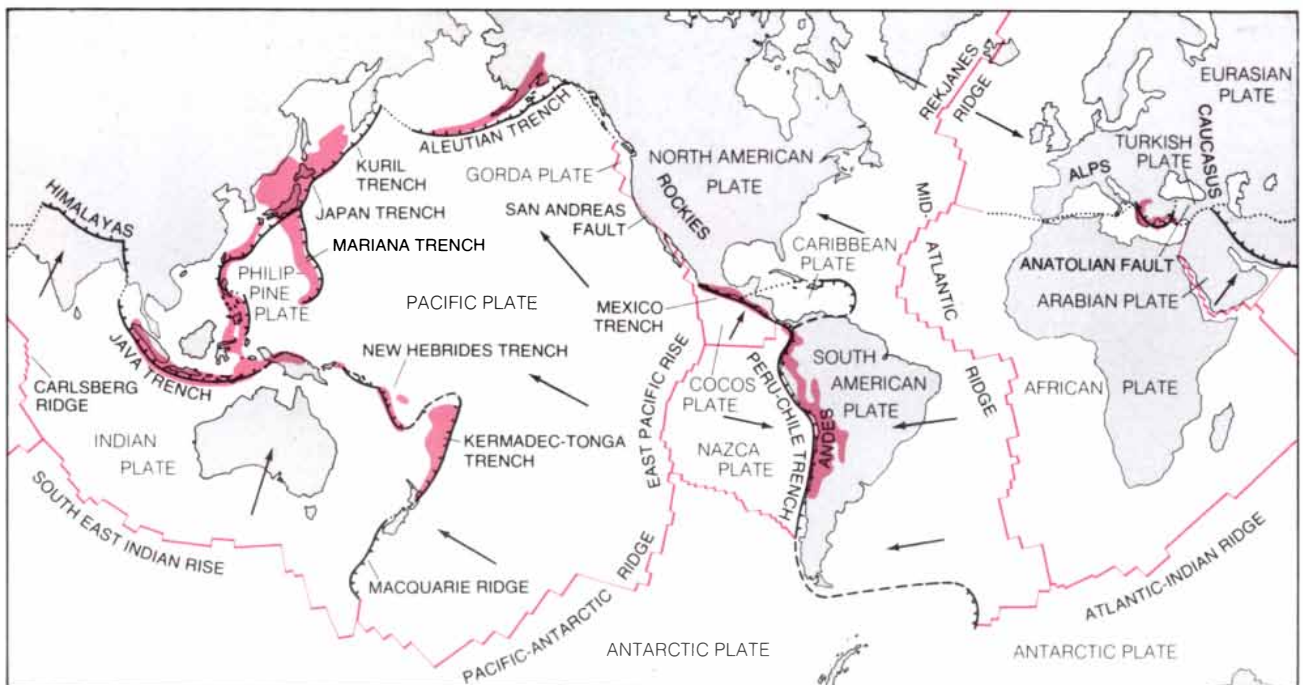 REKJANES
RIDGE
EURASIAN
PLATE
CAUCASUS
TURKISH
PLATE
ALPS
ALEUTIAN TRENCH
GORDA PLATE
NORTH AMERICAN
PLATE
ROCKIES
KURIL
TRENCH
JAPAN TRENCH
SAN ANDREAS
FAULT
HIMALAYAS
MARIANA TRENCH
PHILIP-
PINE
PLATE
PACIFIC PLATE
MEXICO
TRENCH
CARIBBEAN
PLATE
MID-
ATLANTIC
RIDGE
ANATOLIAN FAULT
ARABIAN PLATE
JAVA TRENCH
NEW HEBRIDES TRENCH
CARLSBERG
RIDGE
EAST PACIFIC RISE
COCOS
PLATE
PERU-CHILE TRENCH
SOUTH
AMERICAN
PLATE
ANDES
AFRICAN PLATE
INDIAN
PLATE
KERMADEC-TONGA
TRENCH
NAZCA
PLATE
SOUTH EAST INDIAN RISE
MACQUARIE RIDGE
PACIFIC-ANTARCTIC RIDGE
ATLANTIC-INDIAN RIDGE
ANTARCTIC PLATE
ANTARCTIC PLATE